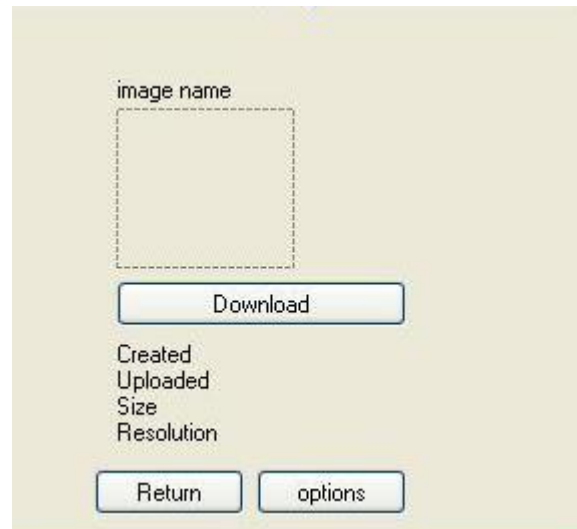 image name
Download
Created
Uploaded
Size
Resolution
Return options